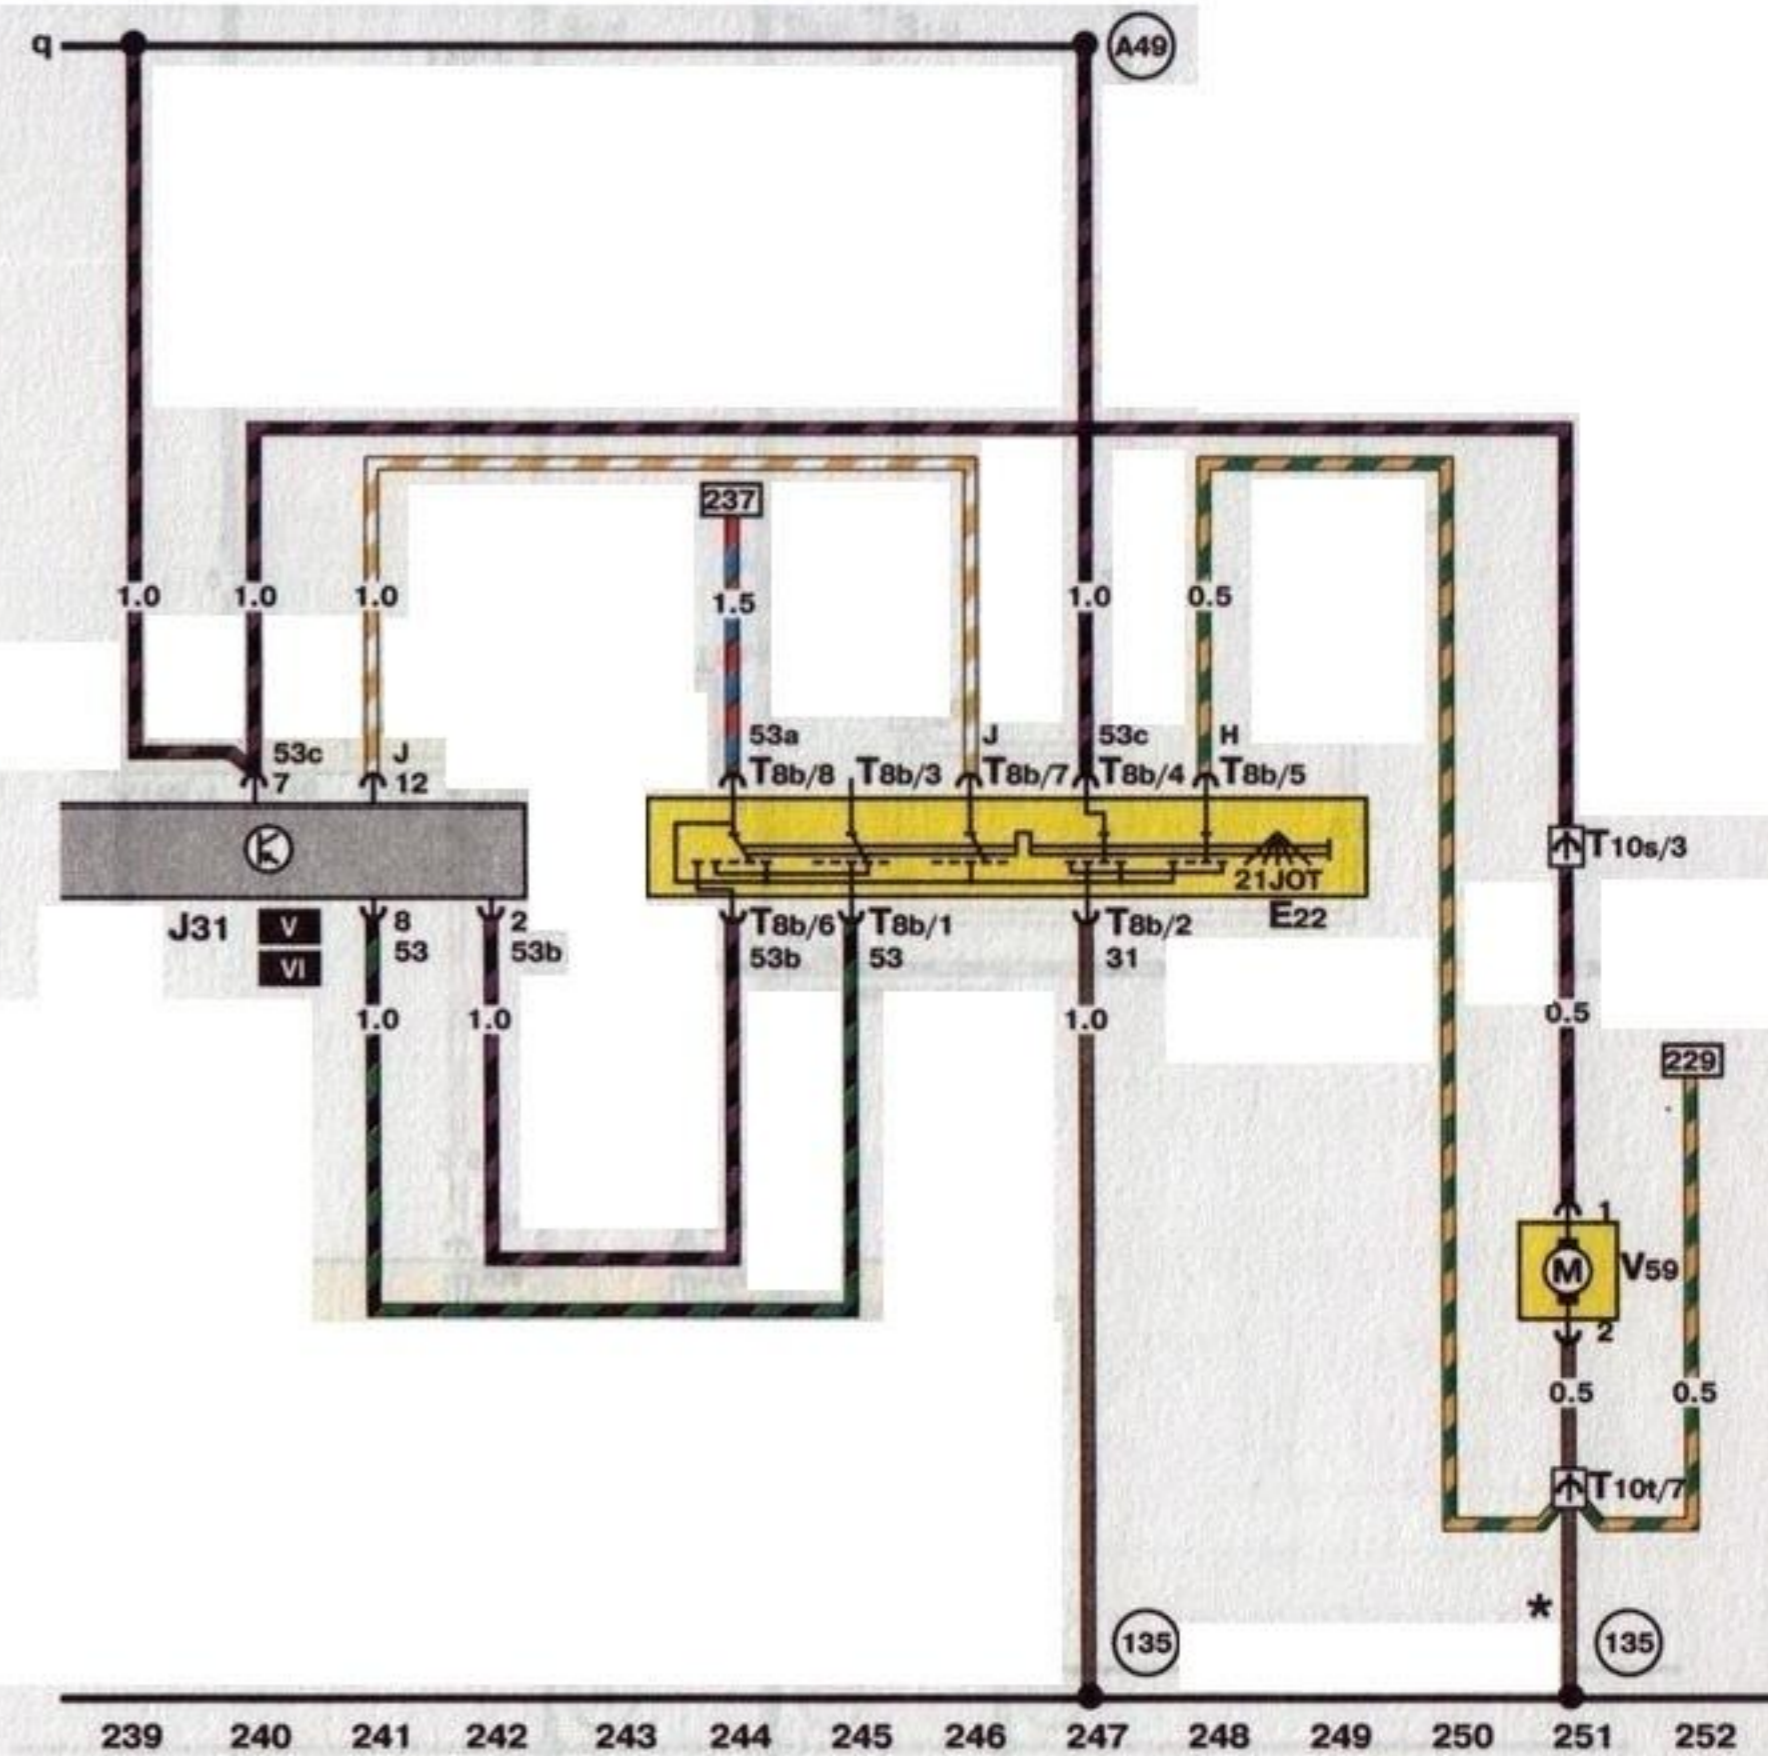 q A49
237
1.0 1.0 1.0 1.5 1.0 0.5
53c J 53a J 53c H
7 12 T8b/8 T8b/3 T8b/7 T8b/4 T8b/5
T10s/3
21JOT
J31 V 8 2 T8b/6 T8b/1 T8b/2 E22
VI 53 53b 53b 53 31
1.0 1.0 1.0 0.5
229
1
M V59
2
0.5 0.5
T10t/7
*
135 135
239 240 241 242 243 244 245 246 247 248 249 250 251 252